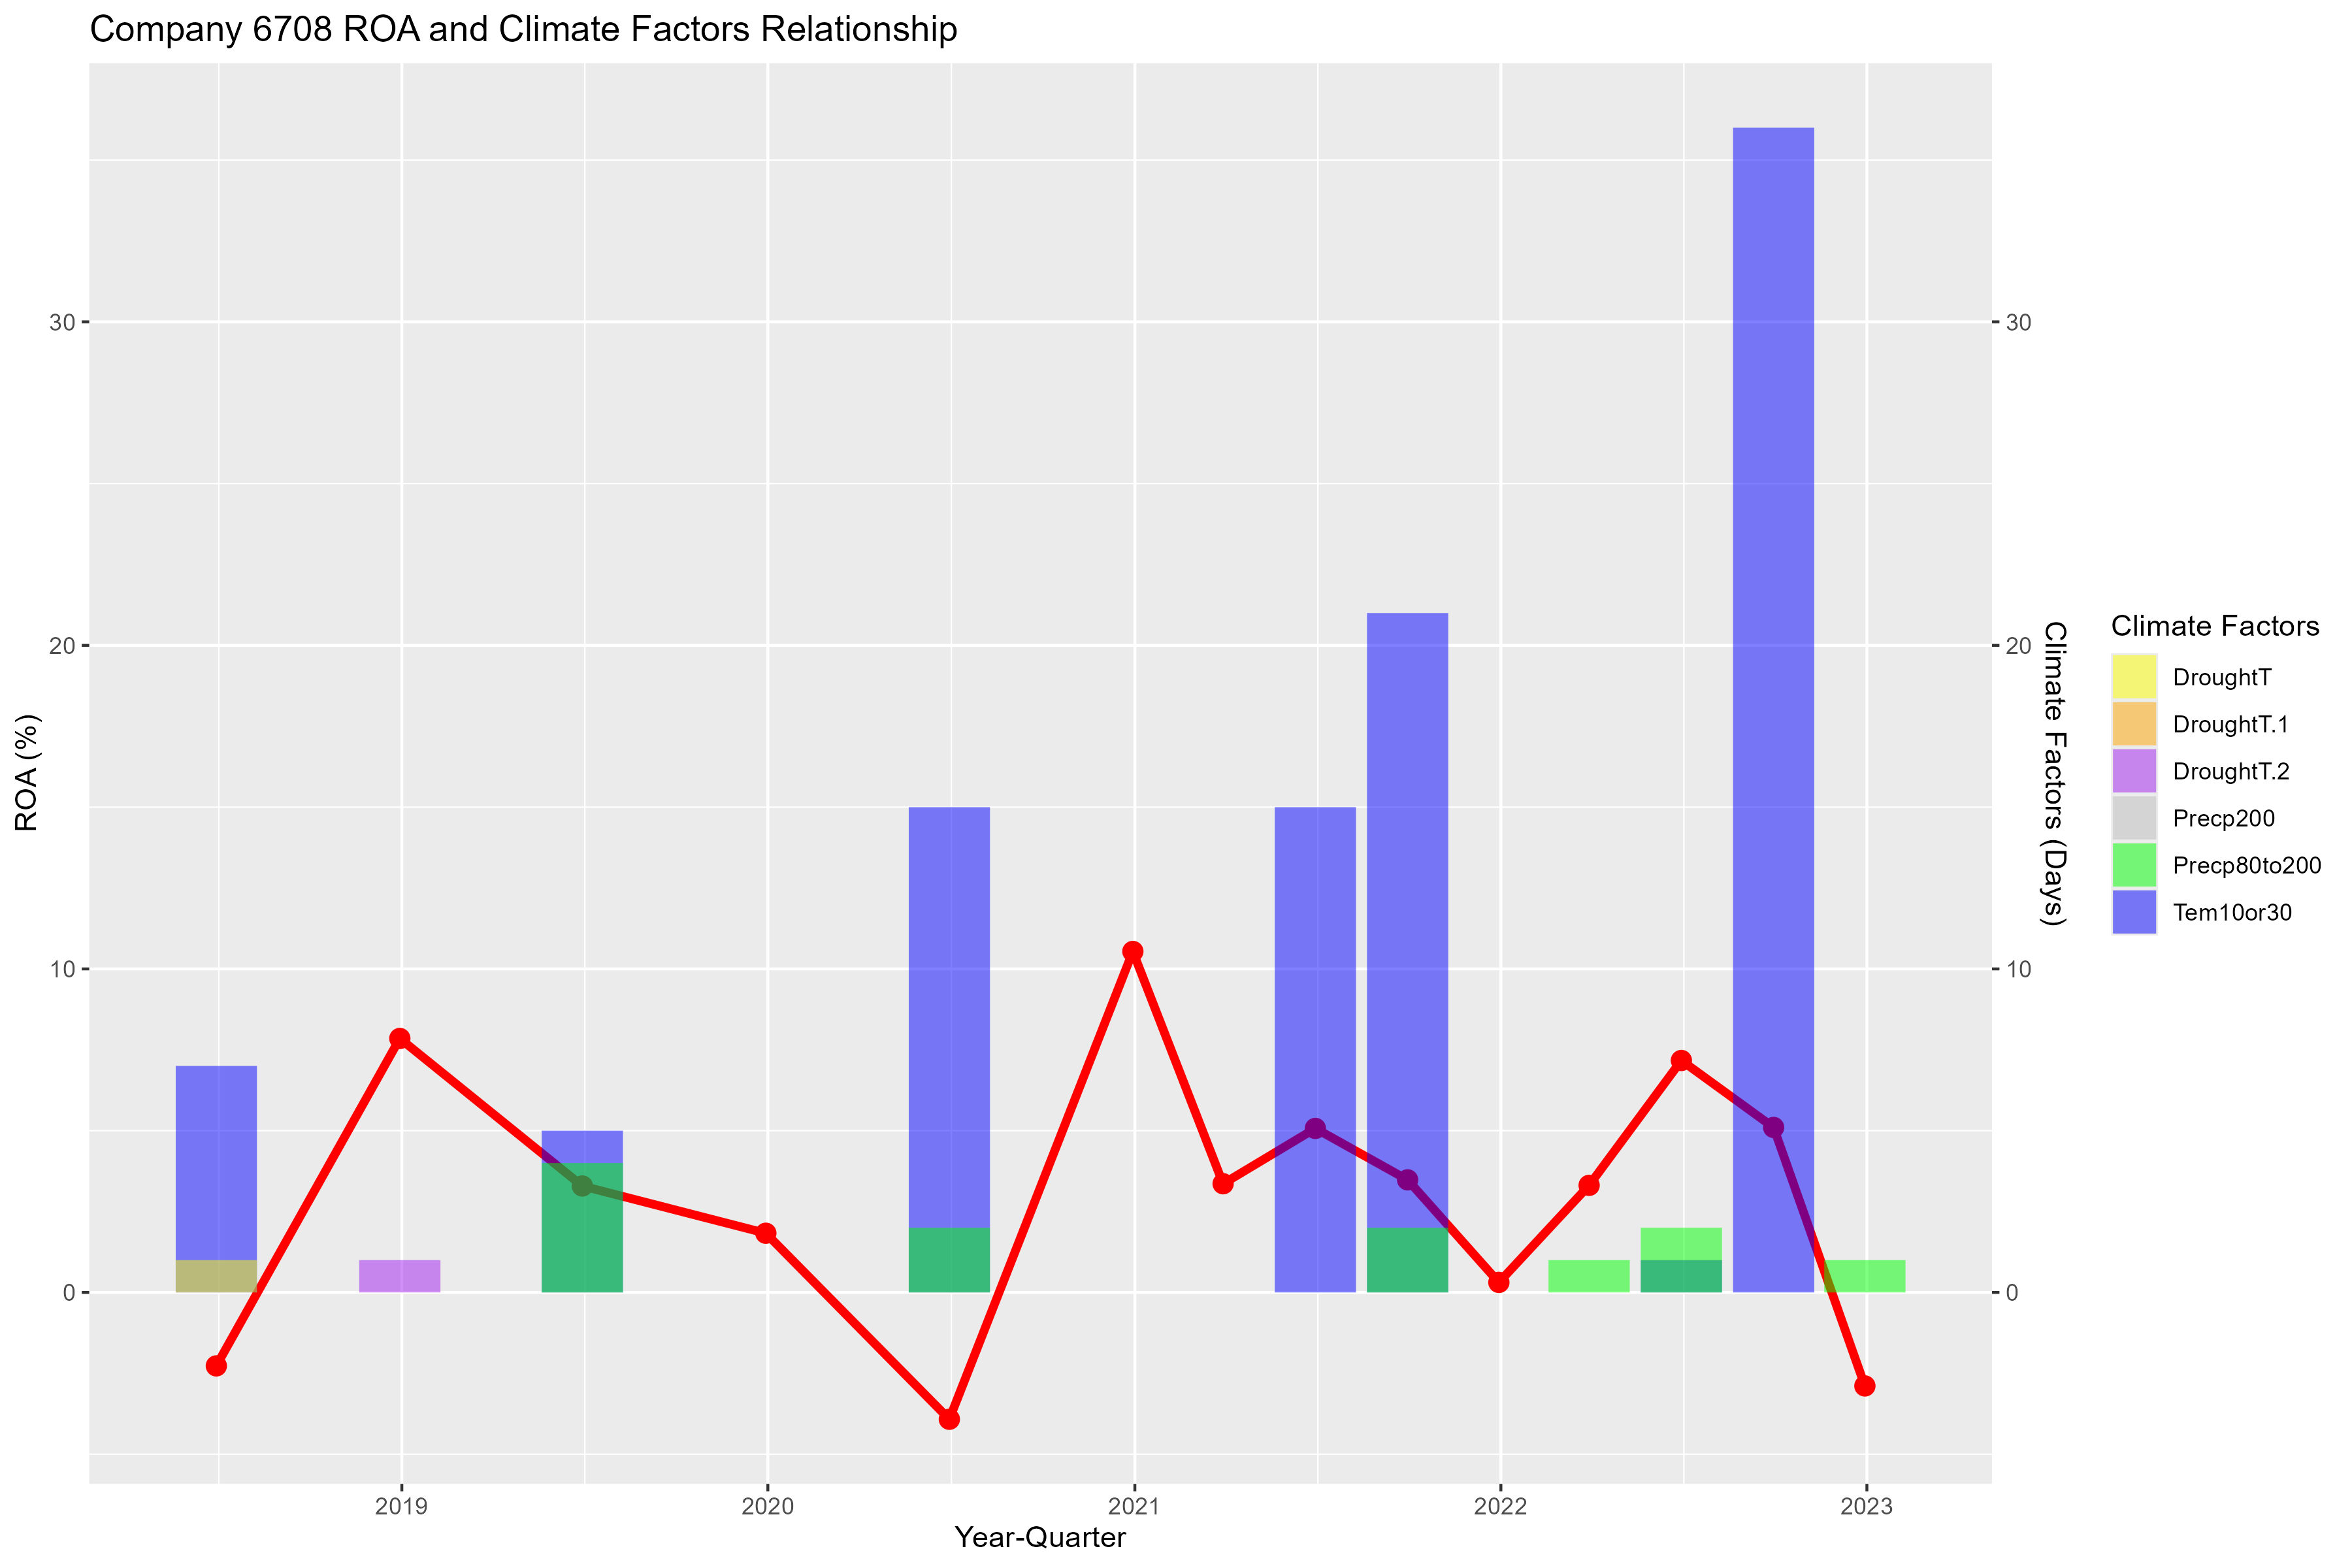 Company 6708 ROA and Climate Factors Relationship
ROA (%)
30
20
10
0
30
20
10
0
Climate Factors (Days)
2019
2020
2021
2022
2023
Year-Quarter
Climate Factors
DroughtT
DroughtT.1
DroughtT.2
Precp200
Precp80to200
Tem10or30